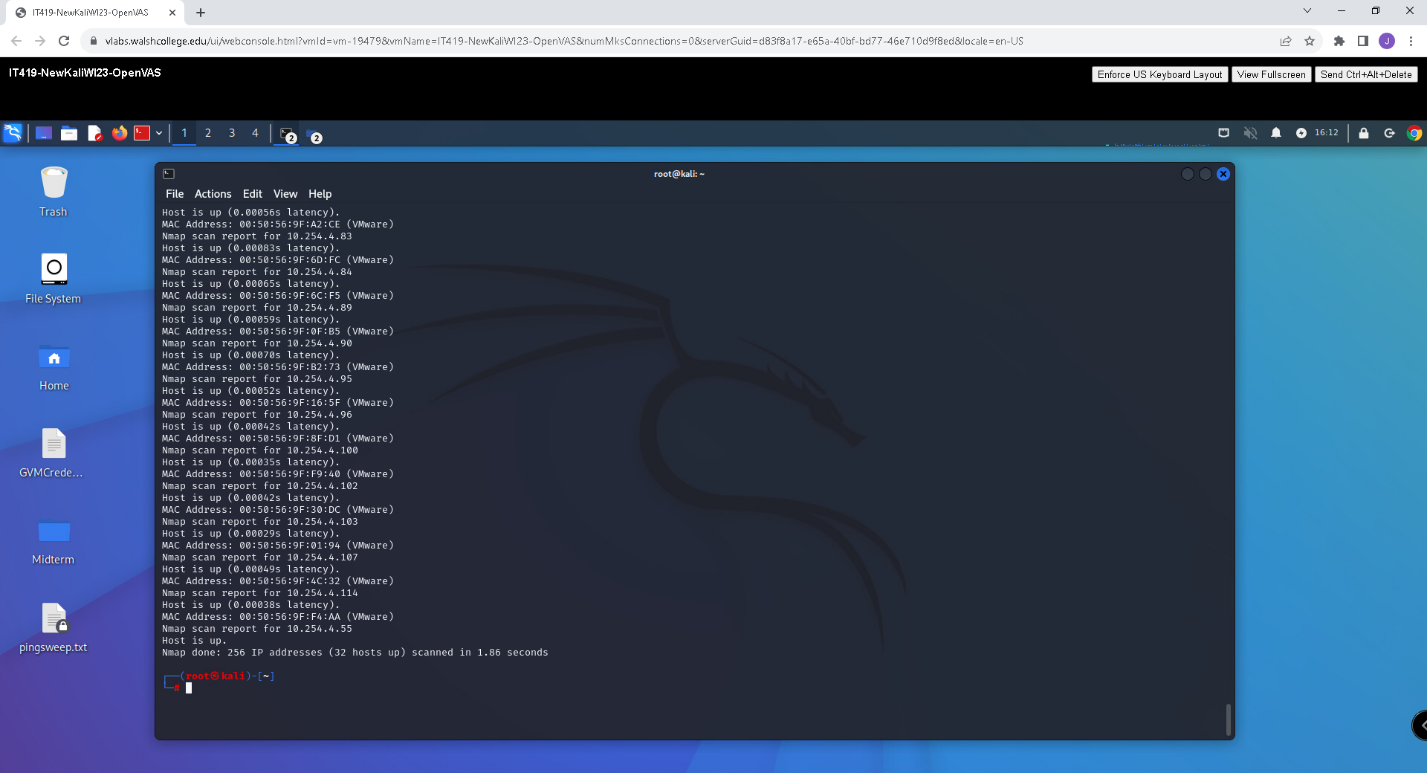 IT419-NewKaliWI23-OpenVAS
vlabs.walshcollege.edu/ui/webconsole.html?vmId=vm-19479&vmName=IT419-NewKaliWI23-OpenVAS&numMksConnections=0&serverGuid=d83f8a17-e65a-40bf-bd77-46e710d9f8ed&locale=en-US
J
IT419-NewKaliWI23-OpenVAS
Enforce US Keyboard Layout
View Fullscreen
Send Ctrl+Alt+Delete
1 2 3 4 2 2
16:12
Trash
File System
Home
GVMCrede...
Midterm
pingsweep.txt
root@kali: ~
File Actions Edit View Help
Host is up (0.00056s latency).
MAC Address: 00:50:56:9F:A2:CE (VMware)
Nmap scan report for 10.254.4.83
Host is up (0.00083s latency).
MAC Address: 00:50:56:9F:6D:FC (VMware)
Nmap scan report for 10.254.4.84
Host is up (0.00065s latency).
MAC Address: 00:50:56:9F:6C:F5 (VMware)
Nmap scan report for 10.254.4.89
Host is up (0.00059s latency).
MAC Address: 00:50:56:9F:0F:B5 (VMware)
Nmap scan report for 10.254.4.90
Host is up (0.00070s latency).
MAC Address: 00:50:56:9F:B2:73 (VMware)
Nmap scan report for 10.254.4.95
Host is up (0.00052s latency).
MAC Address: 00:50:56:9F:16:5F (VMware)
Nmap scan report for 10.254.4.96
Host is up (0.00042s latency).
MAC Address: 00:50:56:9F:8F:D1 (VMware)
Nmap scan report for 10.254.4.100
Host is up (0.00035s latency).
MAC Address: 00:50:56:9F:F9:40 (VMware)
Nmap scan report for 10.254.4.102
Host is up (0.00042s latency).
MAC Address: 00:50:56:9F:30:DC (VMware)
Nmap scan report for 10.254.4.103
Host is up (0.00029s latency).
MAC Address: 00:50:56:9F:01:94 (VMware)
Nmap scan report for 10.254.4.107
Host is up (0.00049s latency).
MAC Address: 00:50:56:9F:4C:32 (VMware)
Nmap scan report for 10.254.4.114
Host is up (0.00038s latency).
MAC Address: 00:50:56:9F:F4:AA (VMware)
Nmap scan report for 10.254.4.55
Host is up.
Nmap done: 256 IP addresses (32 hosts up) scanned in 1.86 seconds
┌──(root㉿kali)-[~]
└─#